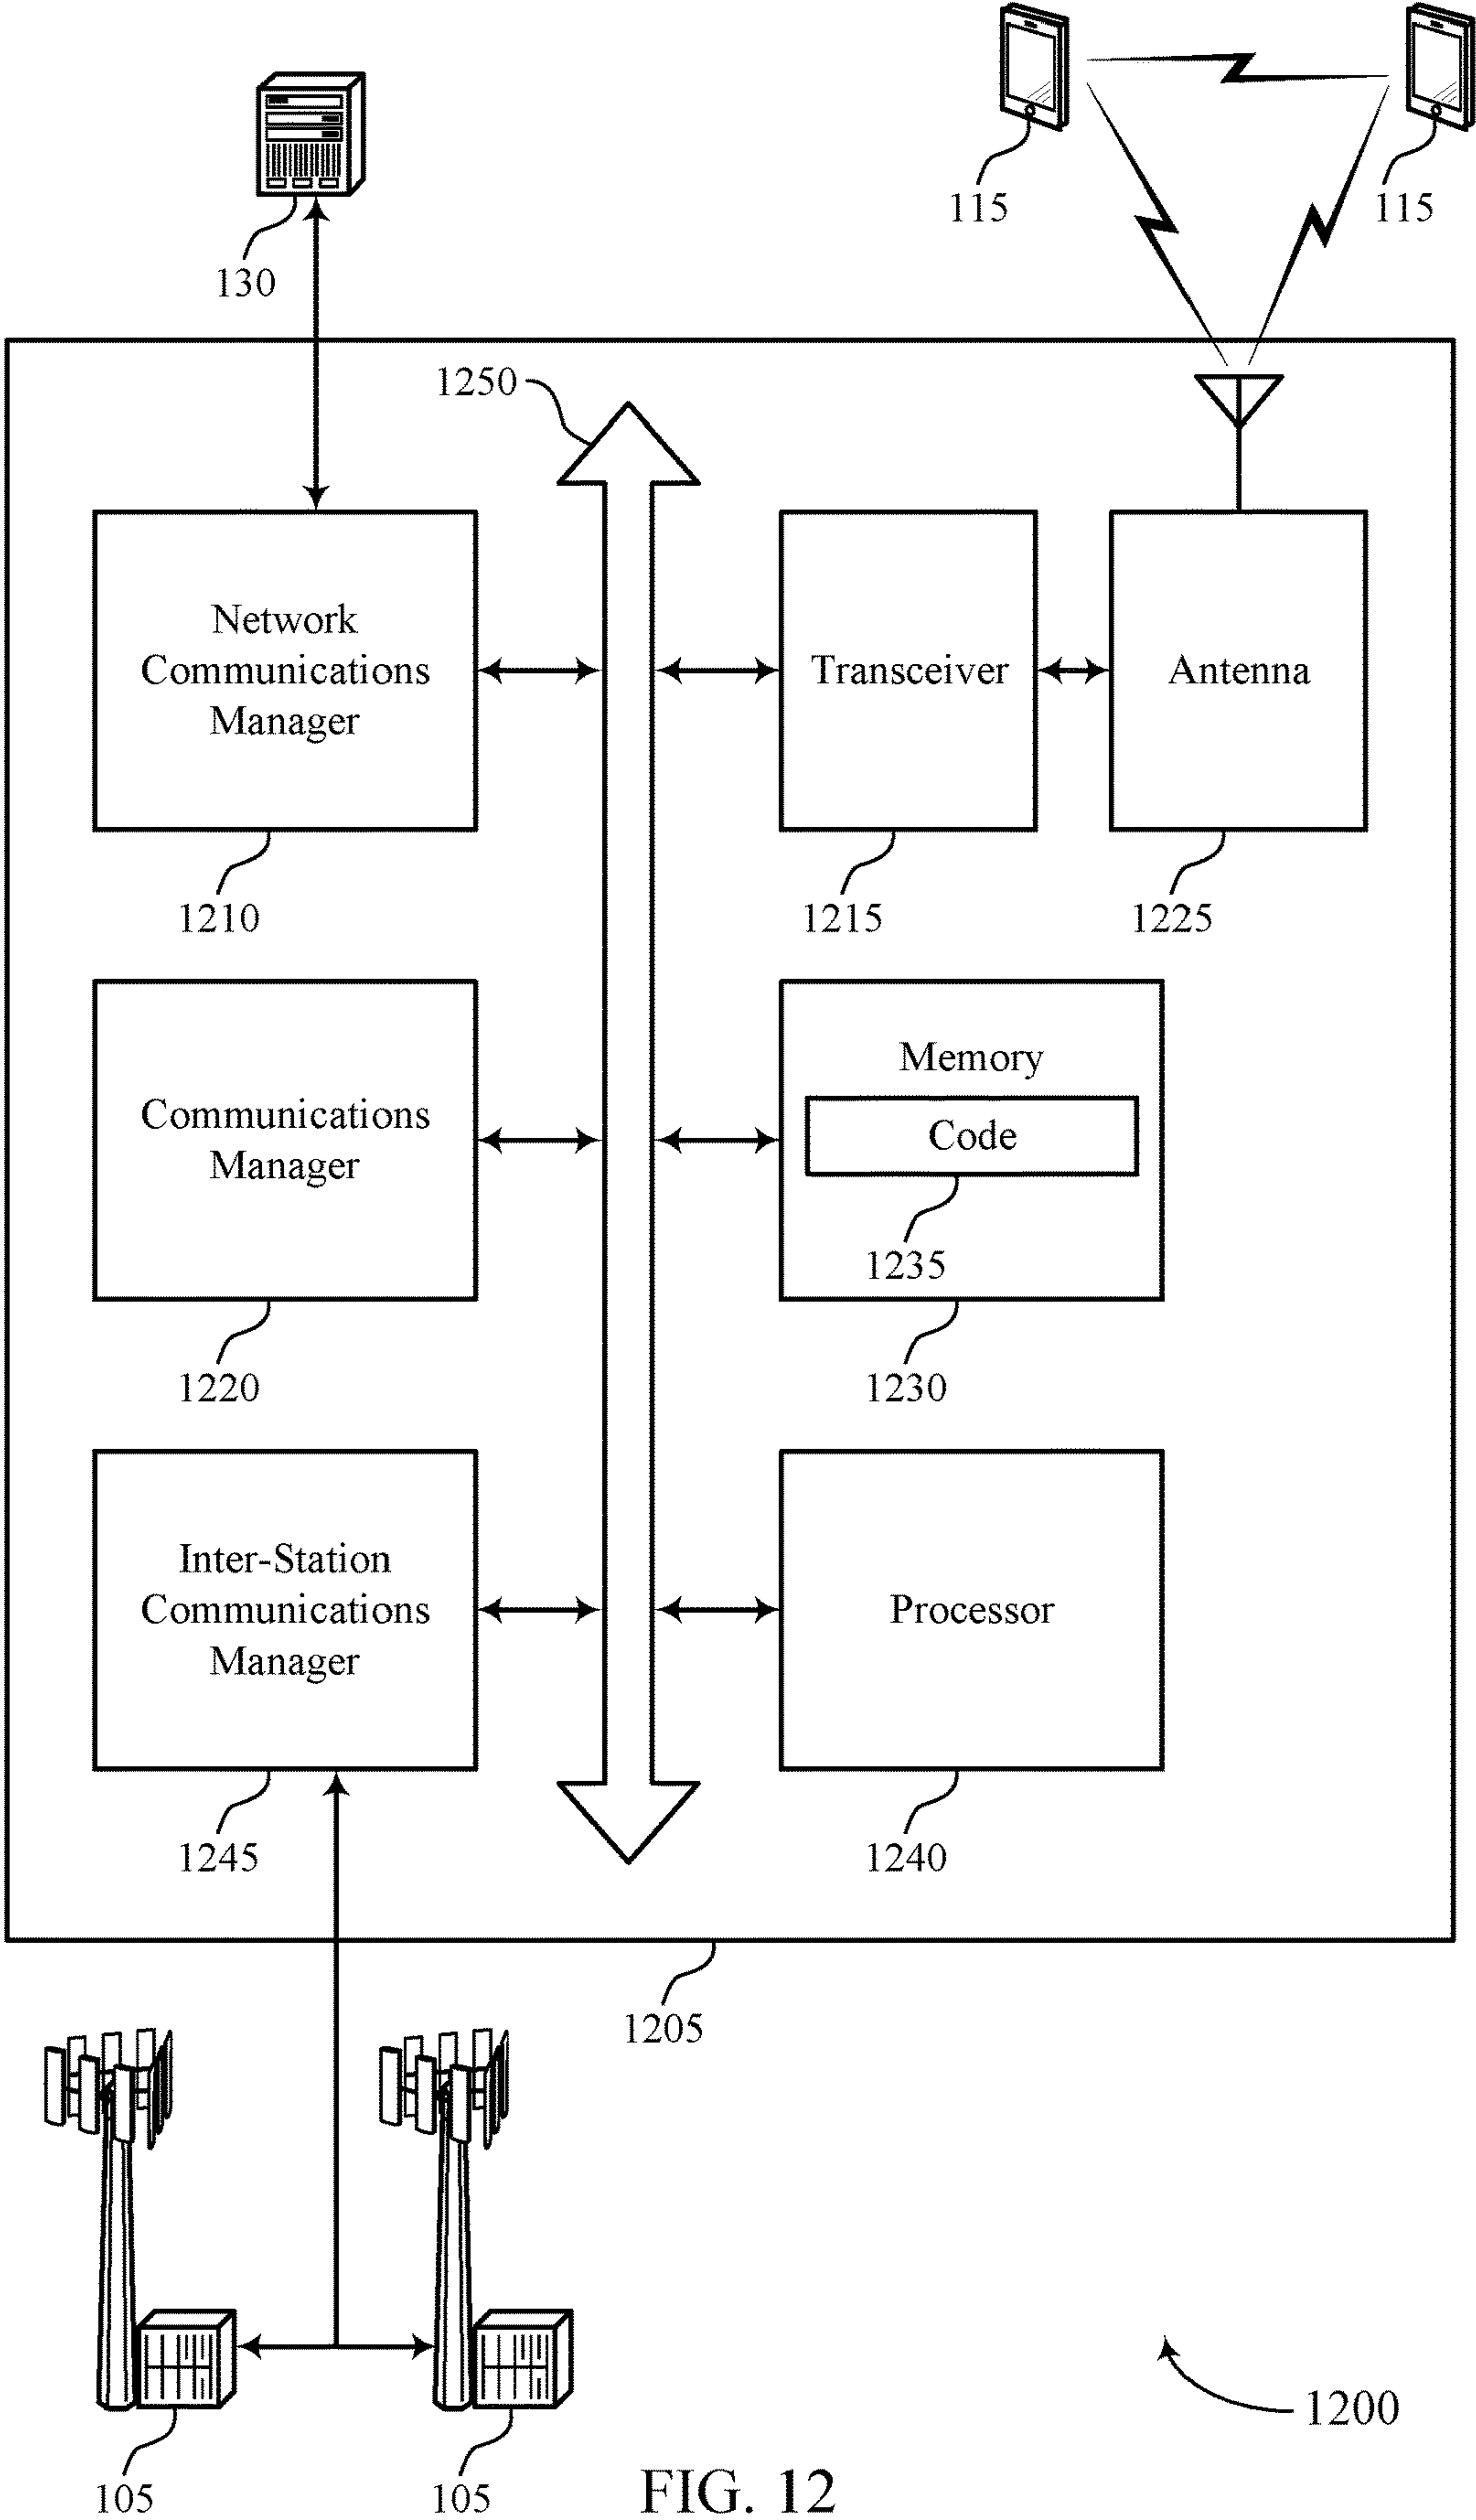 115
115
130
1250
Network
Communications
Manager
Transceiver
Antenna
1210
1215
1225
Communications
Manager
Memory
Code
1235
1220
1230
Inter-Station
Communications
Manager
Processor
1245
1240
1205
1200
105
105
FIG. 12